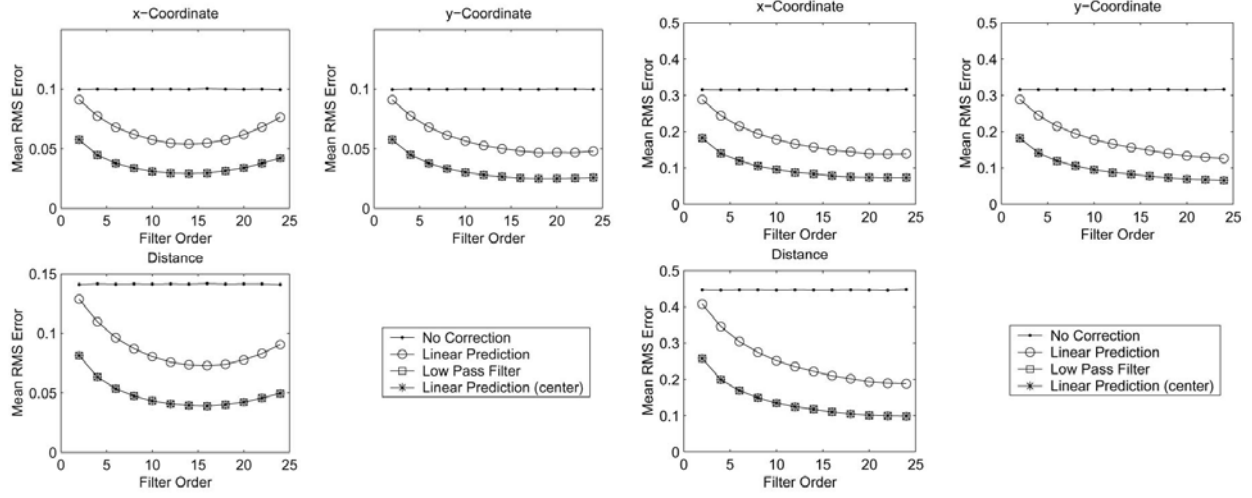 x-Coordinate
Mean RMS Error
0.1
0.05
0
0 5 10 15 20 25
Filter Order
y-Coordinate
Mean RMS Error
0.1
0.05
0
0 5 10 15 20 25
Filter Order
Distance
Mean RMS Error
0.15
0.1
0.05
0
0 5 10 15 20 25
Filter Order
No Correction
Linear Prediction
Low Pass Filter
Linear Prediction (center)
x-Coordinate
Mean RMS Error
0.5
0.4
0.3
0.2
0.1
0
0 5 10 15 20 25
Filter Order
y-Coordinate
Mean RMS Error
0.5
0.4
0.3
0.2
0.1
0
0 5 10 15 20 25
Filter Order
Distance
Mean RMS Error
0.5
0.4
0.3
0.2
0.1
0
0 5 10 15 20 25
Filter Order
No Correction
Linear Prediction
Low Pass Filter
Linear Prediction (center)